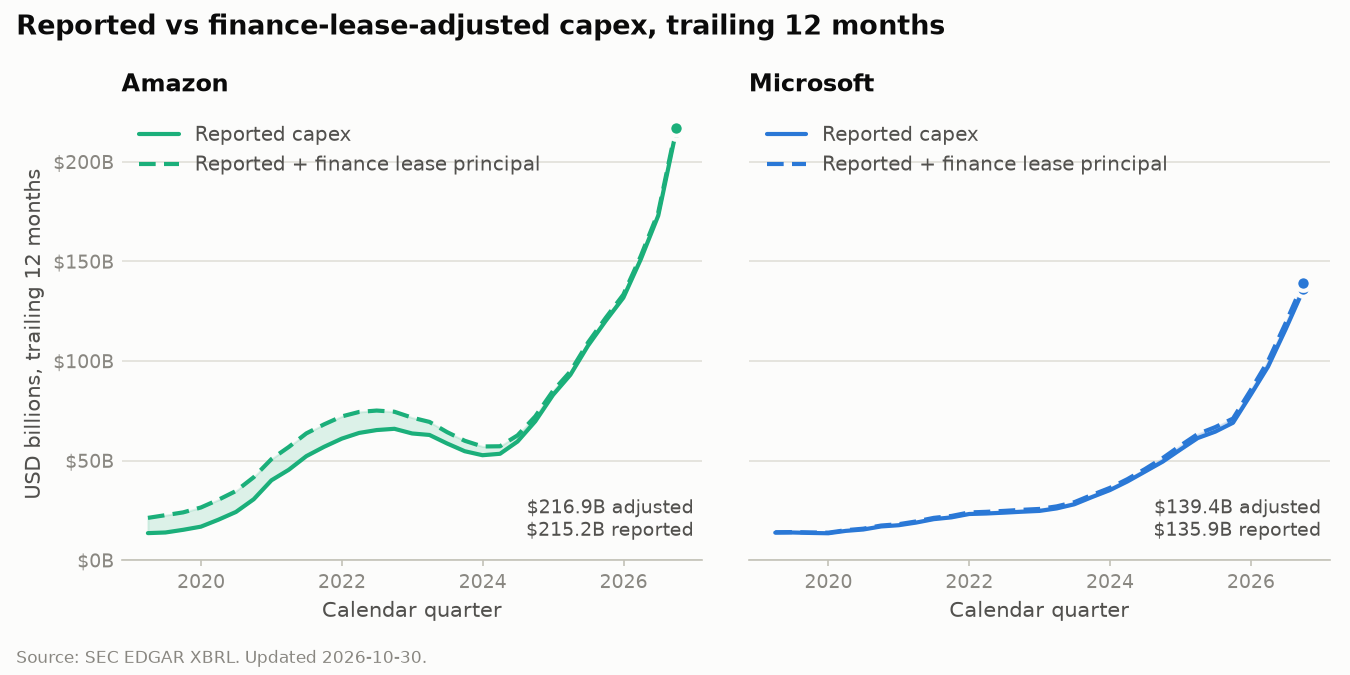 Reported vs finance-lease-adjusted capex, trailing 12 months
Amazon
Reported capex
Reported + finance lease principal
USD billions, trailing 12 months
$200B
$150B
$100B
$50B
$0B
$216.9B adjusted
$215.2B reported
2020 2022 2024 2026
Calendar quarter
Microsoft
Reported capex
Reported + finance lease principal
$139.4B adjusted
$135.9B reported
2020 2022 2024 2026
Calendar quarter
Source: SEC EDGAR XBRL. Updated 2026-10-30.